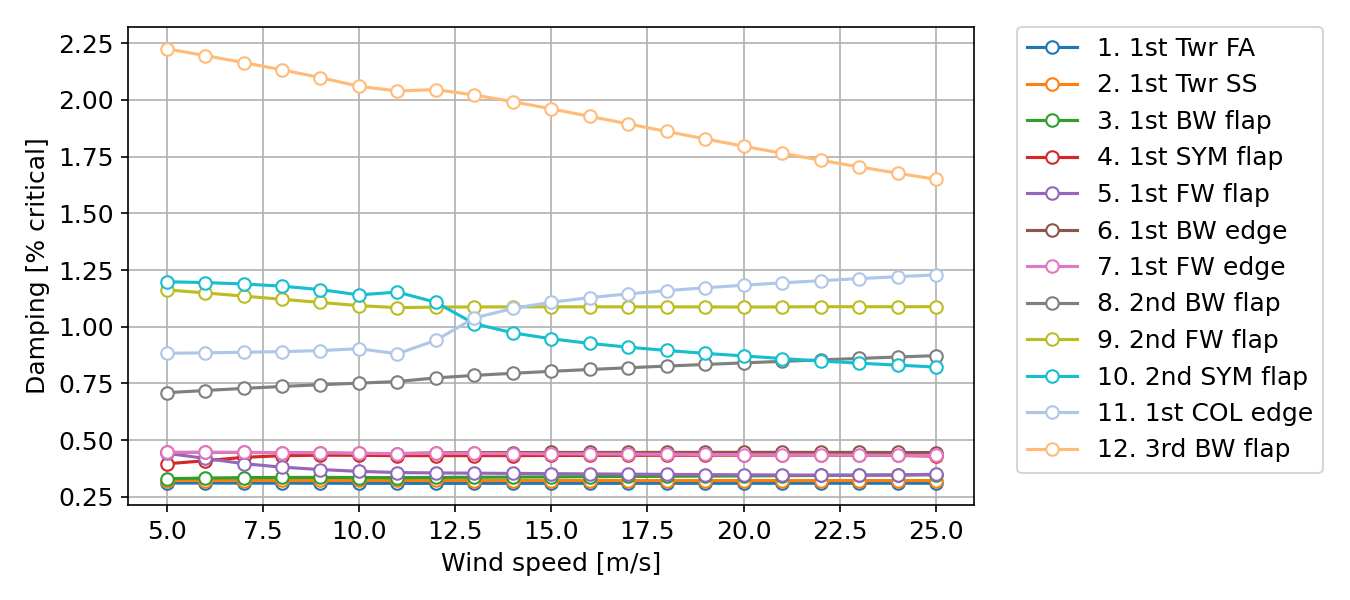 2.25
2.00
1.75
1.50
1.25
1.00
0.75
0.50
0.25
Damping [% critical]
5.0 7.5 10.0 12.5 15.0 17.5 20.0 22.5 25.0
Wind speed [m/s]
1. 1st Twr FA
2. 1st Twr SS
3. 1st BW flap
4. 1st SYM flap
5. 1st FW flap
6. 1st BW edge
7. 1st FW edge
8. 2nd BW flap
9. 2nd FW flap
10. 2nd SYM flap
11. 1st COL edge
12. 3rd BW flap